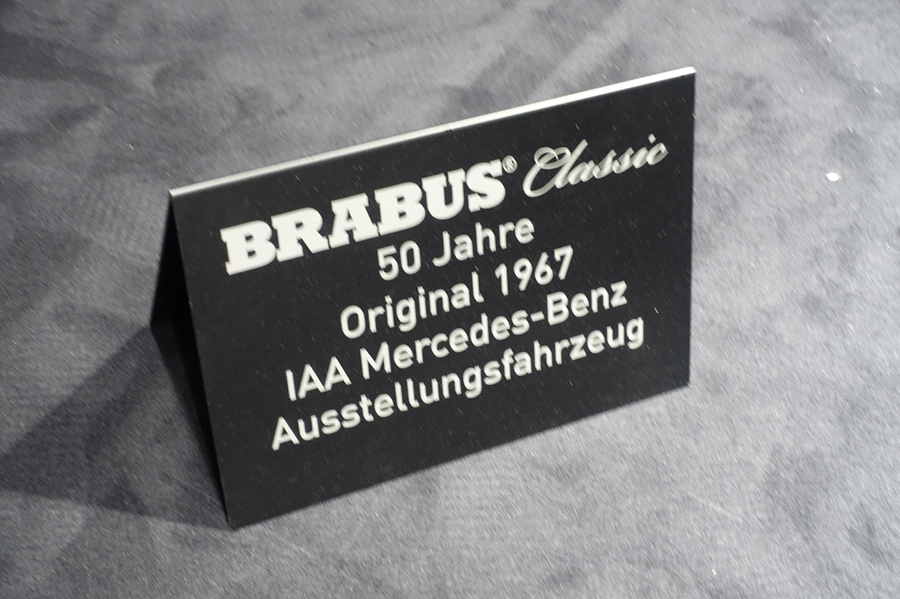 BRABUS® Classic
50 Jahre
Original 1967
IAA Mercedes-Benz
Ausstellungsfahrzeug